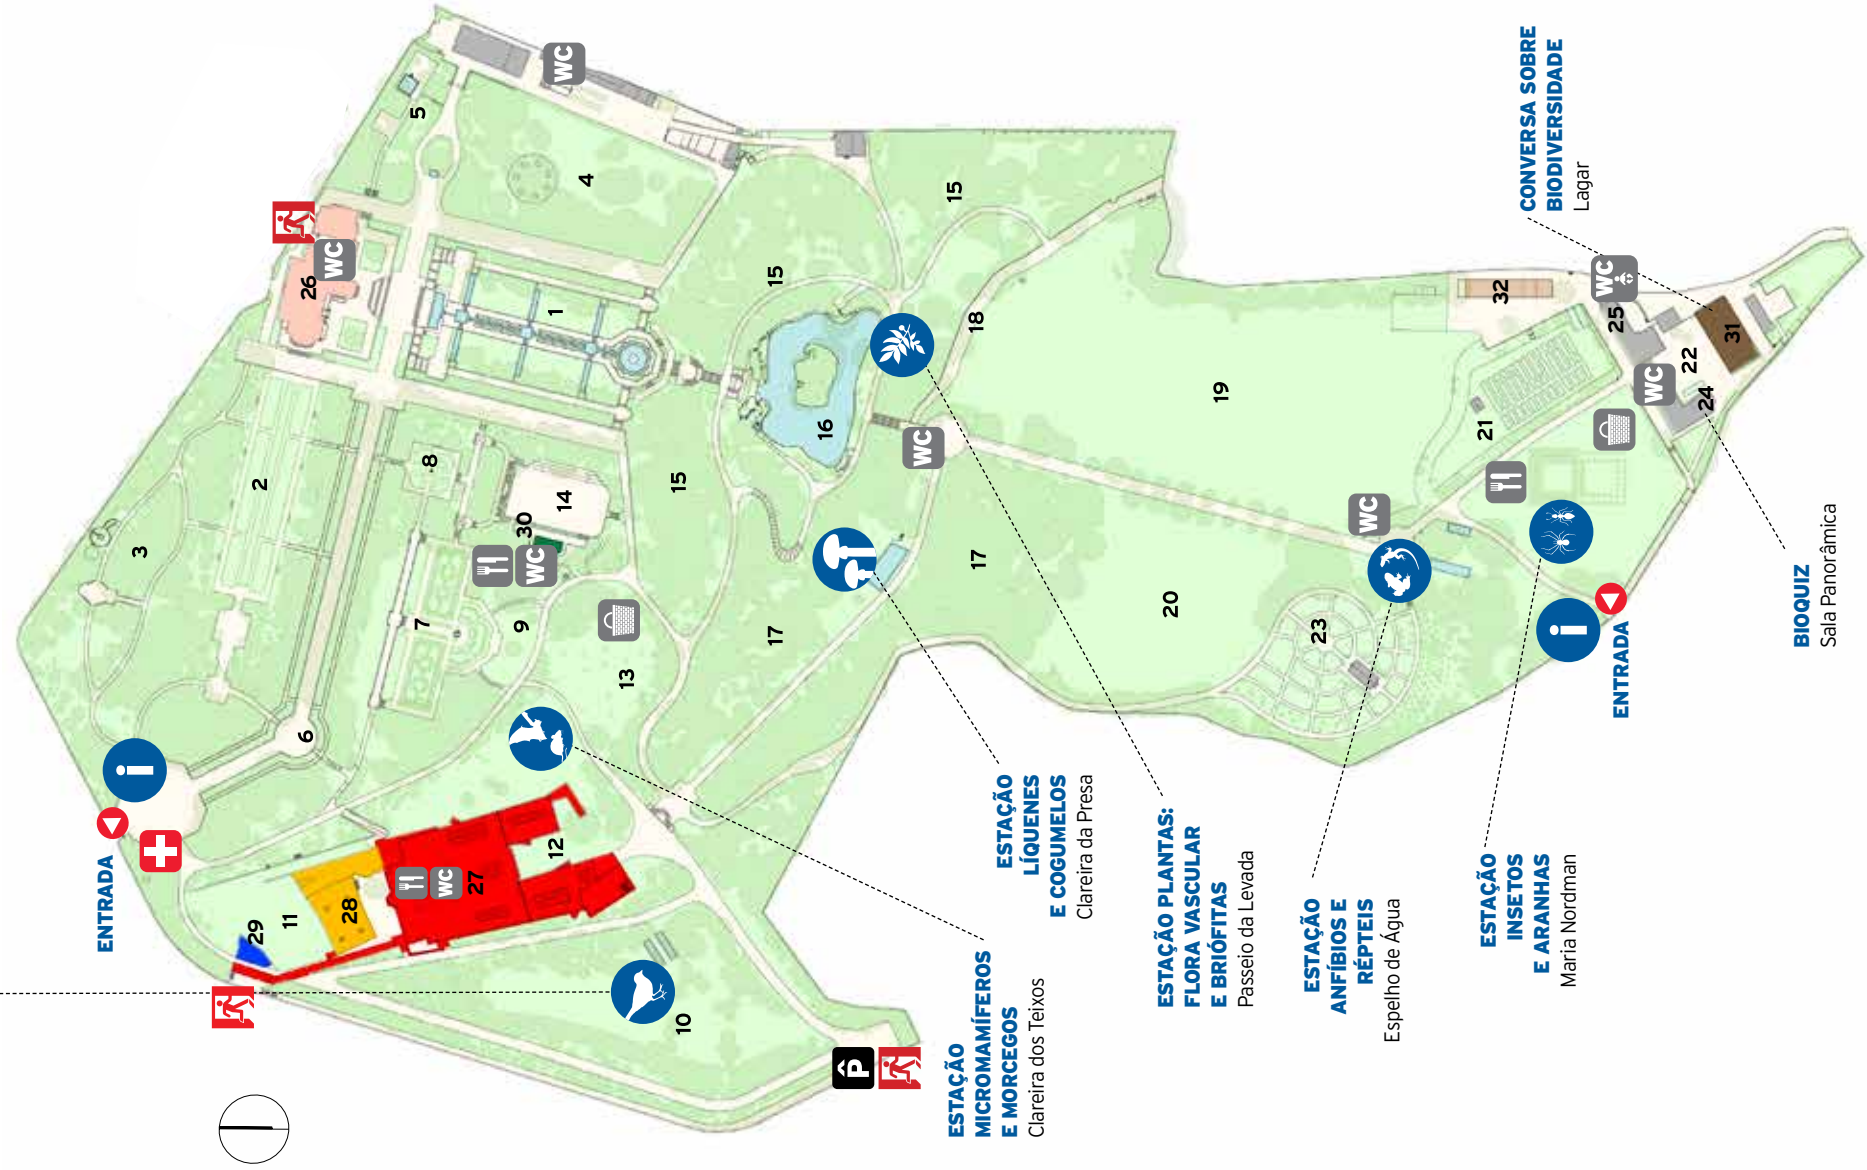 ENTRADA
ESTAÇÃO
MICROMAMÍFEROS
E MORCEGOS
Clareira dos Teixos
ESTAÇÃO
LÍQUENES
E COGUMELOS
Clareira da Presa
ESTAÇÃO PLANTAS:
FLORA VASCULAR
E BRIÓFITAS
Passeio da Levada
ESTAÇÃO
ANFÍBIOS E
RÉPTEIS
Espelho de Água
ESTAÇÃO
INSETOS
E ARANHAS
Maria Nordman
ENTRADA
BIOQUIZ
Sala Panorâmica
CONVERSA SOBRE
BIODIVERSIDADE
Lagar
1
2
3
4
5
6
7
8
9
10
11
12
13
14
15
15
15
15
16
17
17
18
19
20
21
22
23
24
25
26
27
28
29
30
31
32
WC
WC
WC
WC
WC
WC
WC
WC
P
i
i